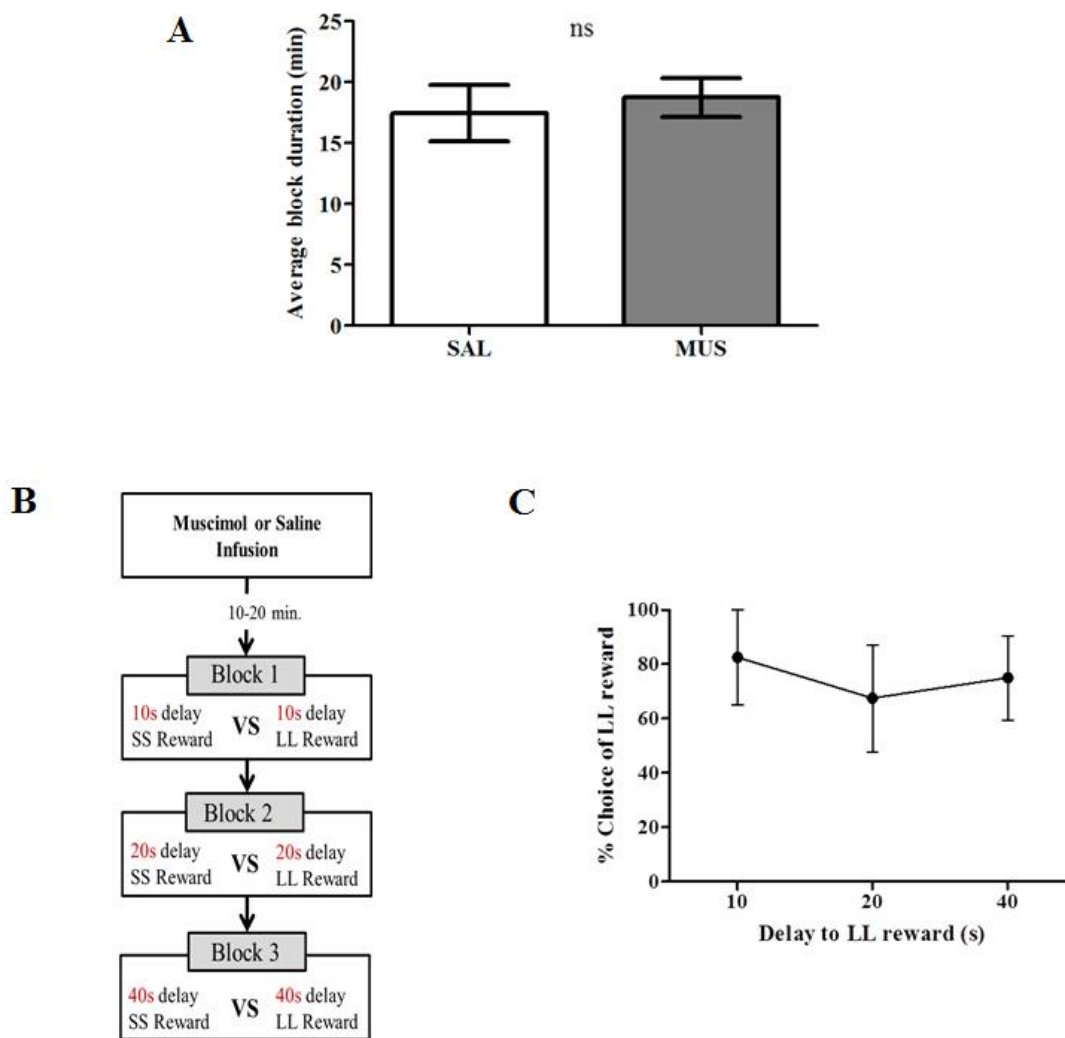 A
ns
Average block duration (min)
25
20
15
10
5
0
SAL
MUS
B
Muscimol or Saline
Infusion
10-20 min.
Block 1
10s delay VS 10s delay
SS Reward LL Reward
Block 2
20s delay VS 20s delay
SS Reward LL Reward
Block 3
40s delay VS 40s delay
SS Reward LL Reward
C
% Choice of LL reward
100
80
60
40
20
0
10 20 40
Delay to LL reward (s)